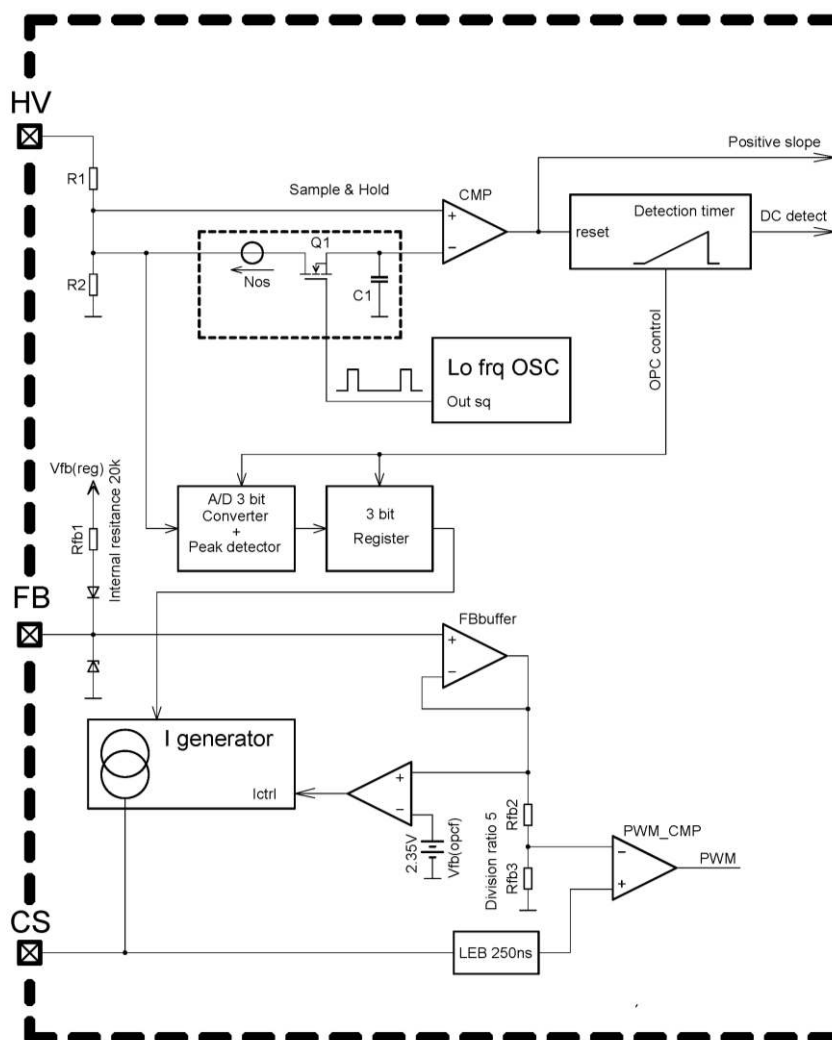 HV
Positive slope
R1
Sample & Hold
CMP
Detection timer
DC detect
+
reset
Q1
−
R2
Nos
C1
OPC control
Lo frq OSC
Out sq
Vfb(reg)
Internal resitance 20k
Rfb1
A/D 3 bit
Converter
+
Peak detector
3 bit
Register
FB
FBbuffer
+
−
I generator
Ictrl
+
−
2.35V
Vfb(opcf)
Rfb2
Division ratio 5
Rfb3
PWM_CMP
−
+
PWM
CS
LEB 250ns